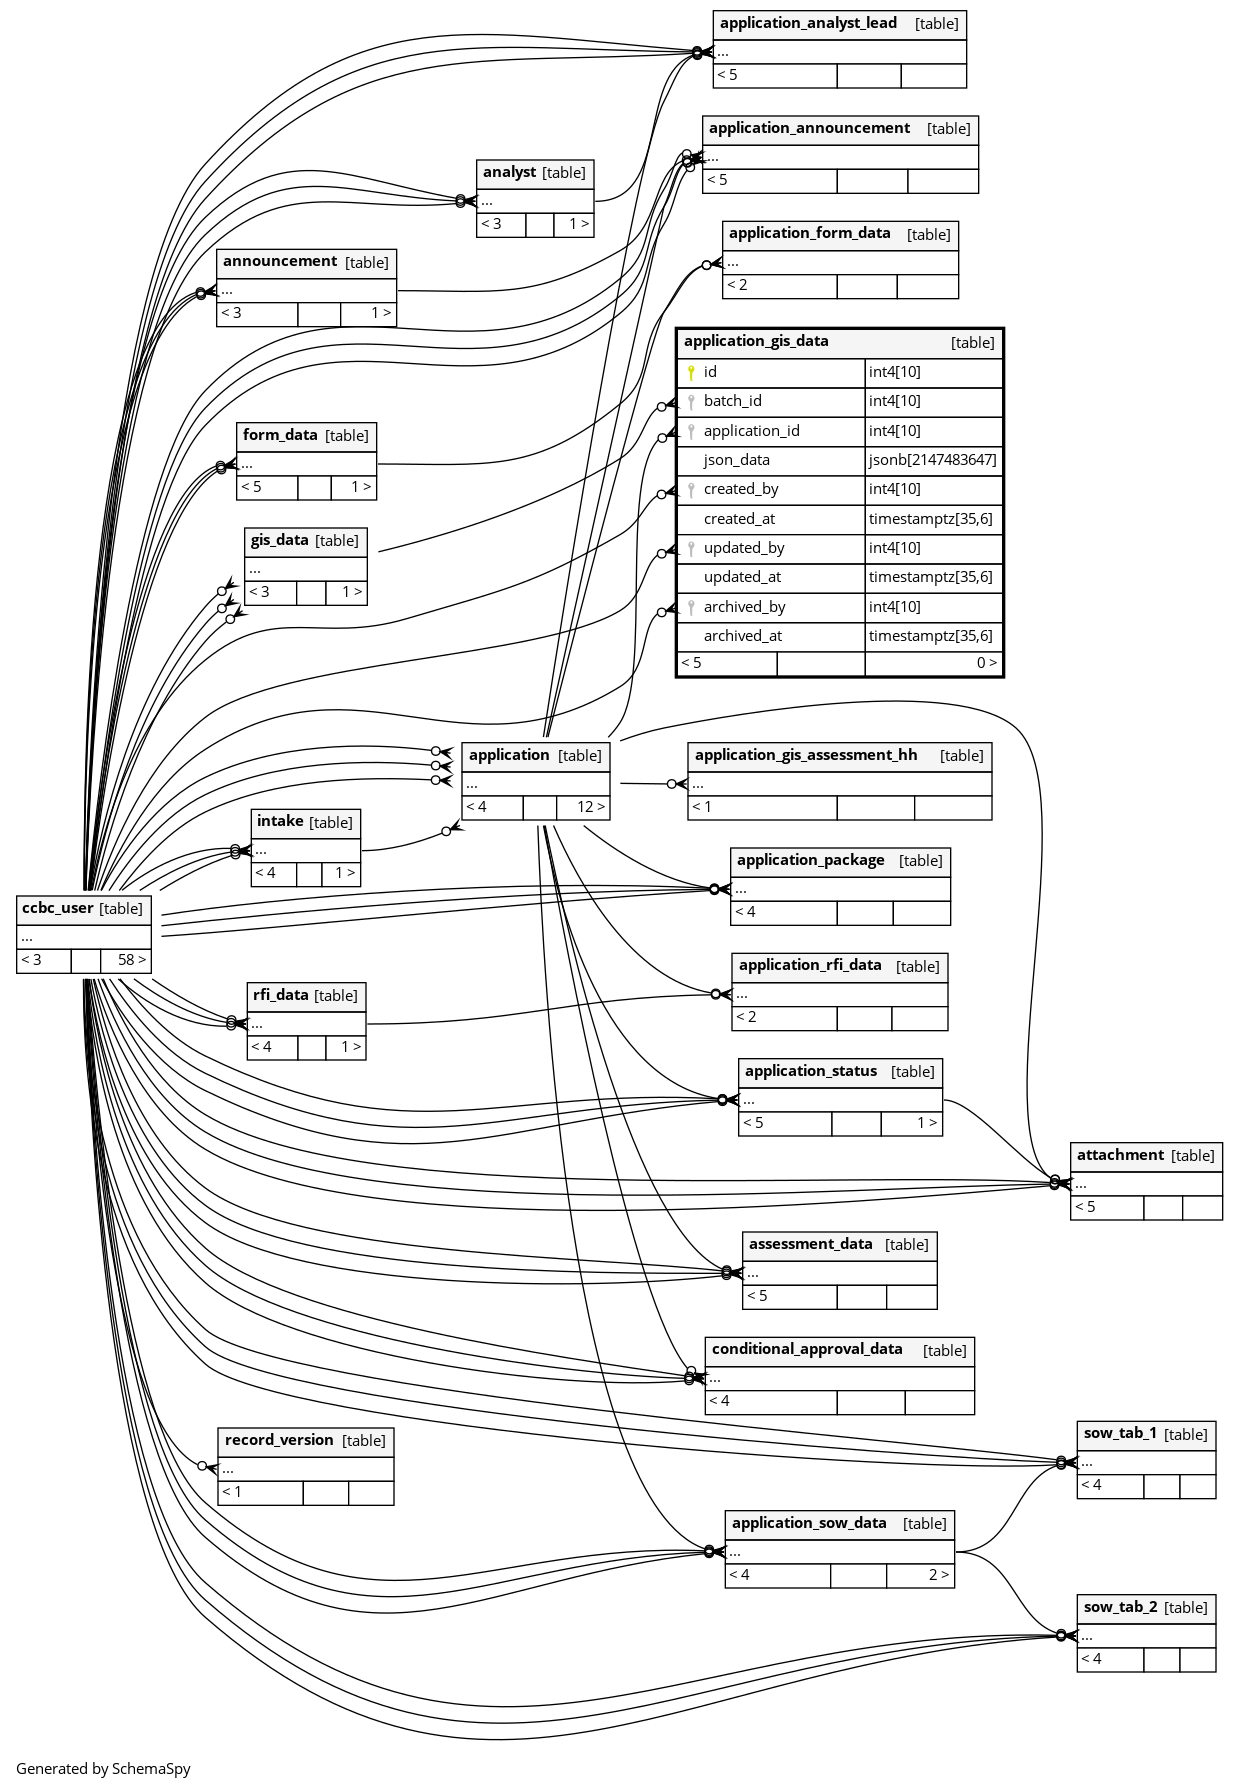 application_analyst_lead [table]
...
< 5
application_announcement [table]
...
< 5
analyst [table]
...
< 3 1 >
application_form_data [table]
...
< 2
announcement [table]
...
< 3 1 >
application_gis_data [table]
id int4[10]
batch_id int4[10]
application_id int4[10]
json_data jsonb[2147483647]
created_by int4[10]
created_at timestamptz[35,6]
updated_by int4[10]
updated_at timestamptz[35,6]
archived_by int4[10]
archived_at timestamptz[35,6]
< 5 0 >
form_data [table]
...
< 5 1 >
gis_data [table]
...
< 3 1 >
application [table]
...
< 4 12 >
application_gis_assessment_hh [table]
...
< 1
intake [table]
...
< 4 1 >
application_package [table]
...
< 4
ccbc_user [table]
...
< 3 58 >
application_rfi_data [table]
...
< 2
rfi_data [table]
...
< 4 1 >
application_status [table]
...
< 5 1 >
attachment [table]
...
< 5
assessment_data [table]
...
< 5
conditional_approval_data [table]
...
< 4
record_version [table]
...
< 1
sow_tab_1 [table]
...
< 4
application_sow_data [table]
...
< 4 2 >
sow_tab_2 [table]
...
< 4
Generated by SchemaSpy